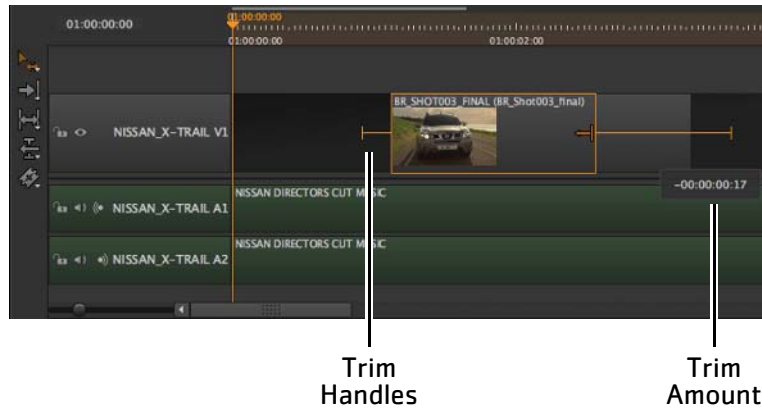 01:00:00:00
01:00:00:00
01:00:00:00
01:00:02:00
BR_SHOT003_FINAL (BR_Shot003_final)
NISSAN_X-TRAIL V1
-00:00:00:17
NISSAN DIRECTORS CUT MUSIC
NISSAN_X-TRAIL A1
NISSAN DIRECTORS CUT MUSIC
NISSAN_X-TRAIL A2
Trim
Handles
Trim
Amount